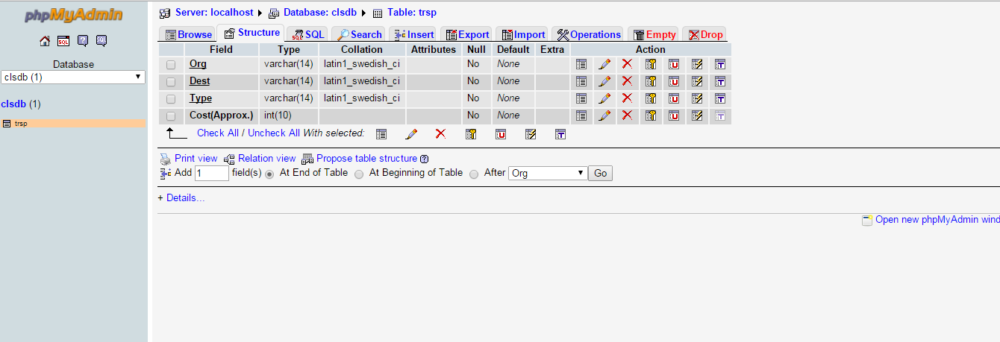 phpMyAdmin
SQL
? SQL
Database
clsdb (1)
clsdb (1)
trsp
Server: localhost Database: clsdb Table: trsp
Browse Structure SQL Search Insert Export Import Operations Empty Drop
Field Type Collation Attributes Null Default Extra Action
Org varchar(14) latin1_swedish_ci No None
Dest varchar(14) latin1_swedish_ci No None
Type varchar(14) latin1_swedish_ci No None
Cost(Approx.) int(10) No None
Check All / Uncheck All With selected:
Print view Relation view Propose table structure ?
Add 1 field(s) At End of Table At Beginning of Table After Org Go
+ Details...
Open new phpMyAdmin wind